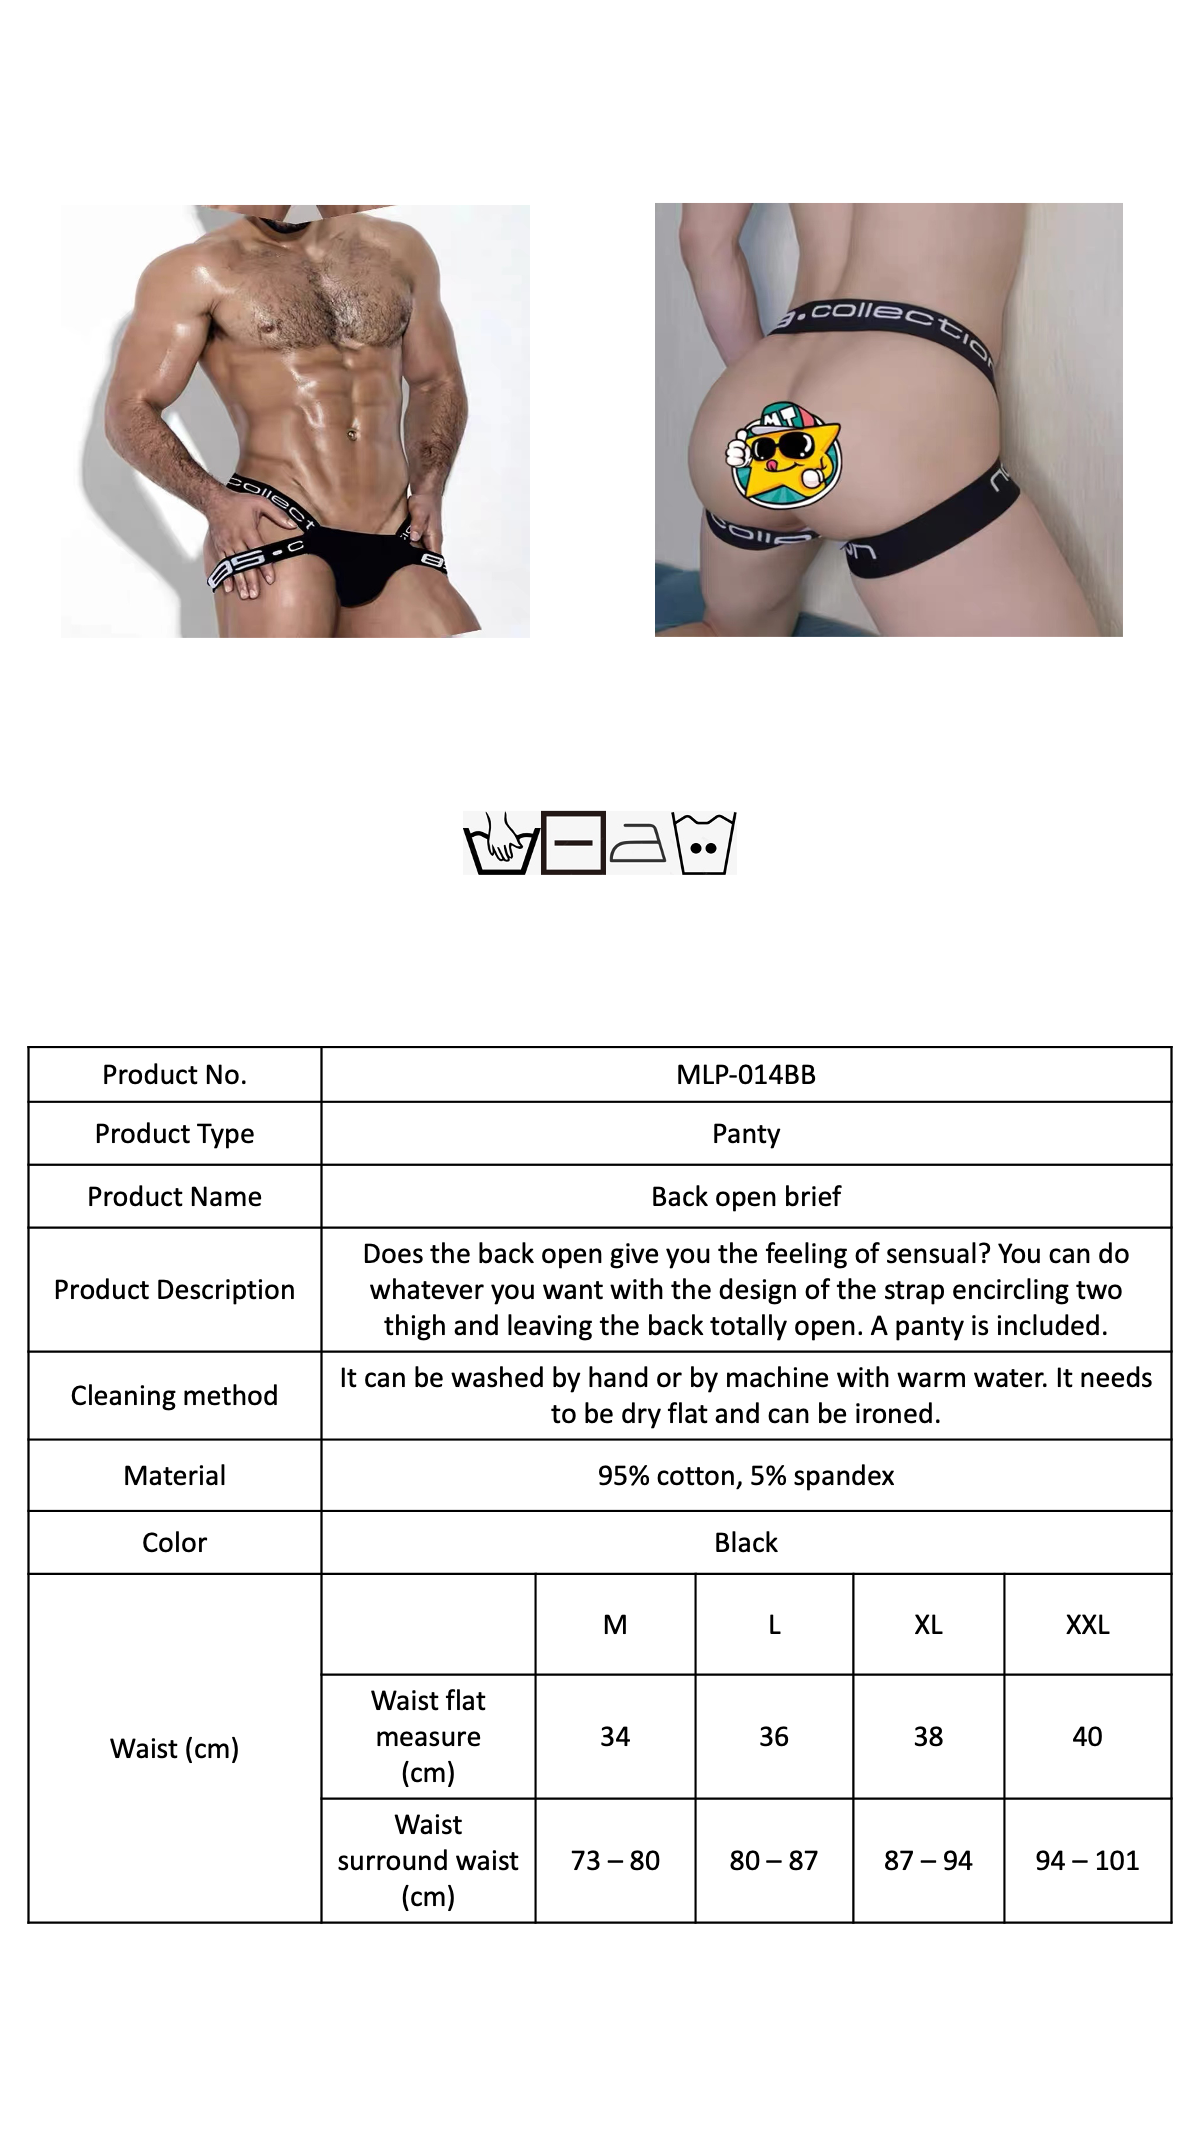 collect
as.c
as
s.collection
MT
collection
Product No.
MLP-014BB
Product Type
Panty
Product Name
Back open brief
Product Description
Does the back open give you the feeling of sensual? You can do
whatever you want with the design of the strap encircling two
thigh and leaving the back totally open. A panty is included.
Cleaning method
It can be washed by hand or by machine with warm water. It needs
to be dry flat and can be ironed.
Material
95% cotton, 5% spandex
Color
Black
Waist (cm)
M
L
XL
XXL
Waist flat
measure
(cm)
34
36
38
40
Waist
surround waist
(cm)
73 – 80
80 – 87
87 – 94
94 – 101